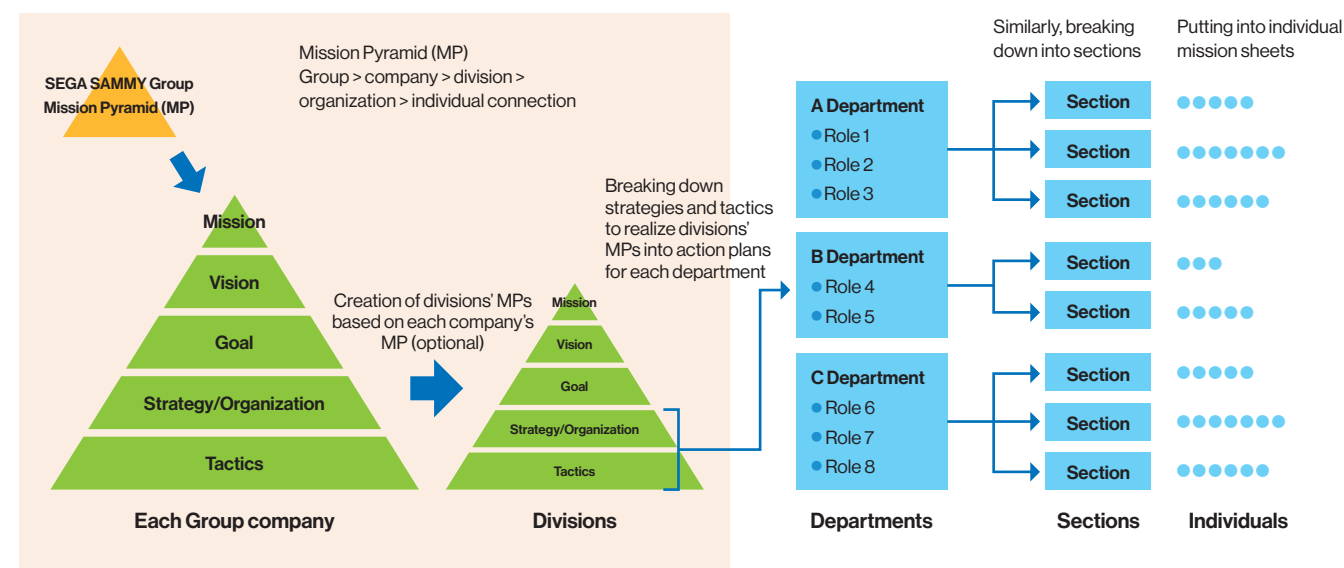 SEGA SAMMY Group
Mission Pyramid (MP)
Mission Pyramid (MP)
Group > company > division >
organization > individual connection
Mission
Vision
Goal
Strategy/Organization
Tactics
Each Group company
Creation of divisions’ MPs
based on each company’s
MP (optional)
Mission
Vision
Goal
Strategy/Organization
Tactics
Divisions
Breaking down
strategies and tactics
to realize divisions’
MPs into action plans
for each department
A Department
Role 1
Role 2
Role 3
B Department
Role 4
Role 5
C Department
Role 6
Role 7
Role 8
Departments
Similarly, breaking
down into sections
Section
Section
Section
Section
Section
Section
Section
Section
Sections
Putting into individual
mission sheets
Individuals